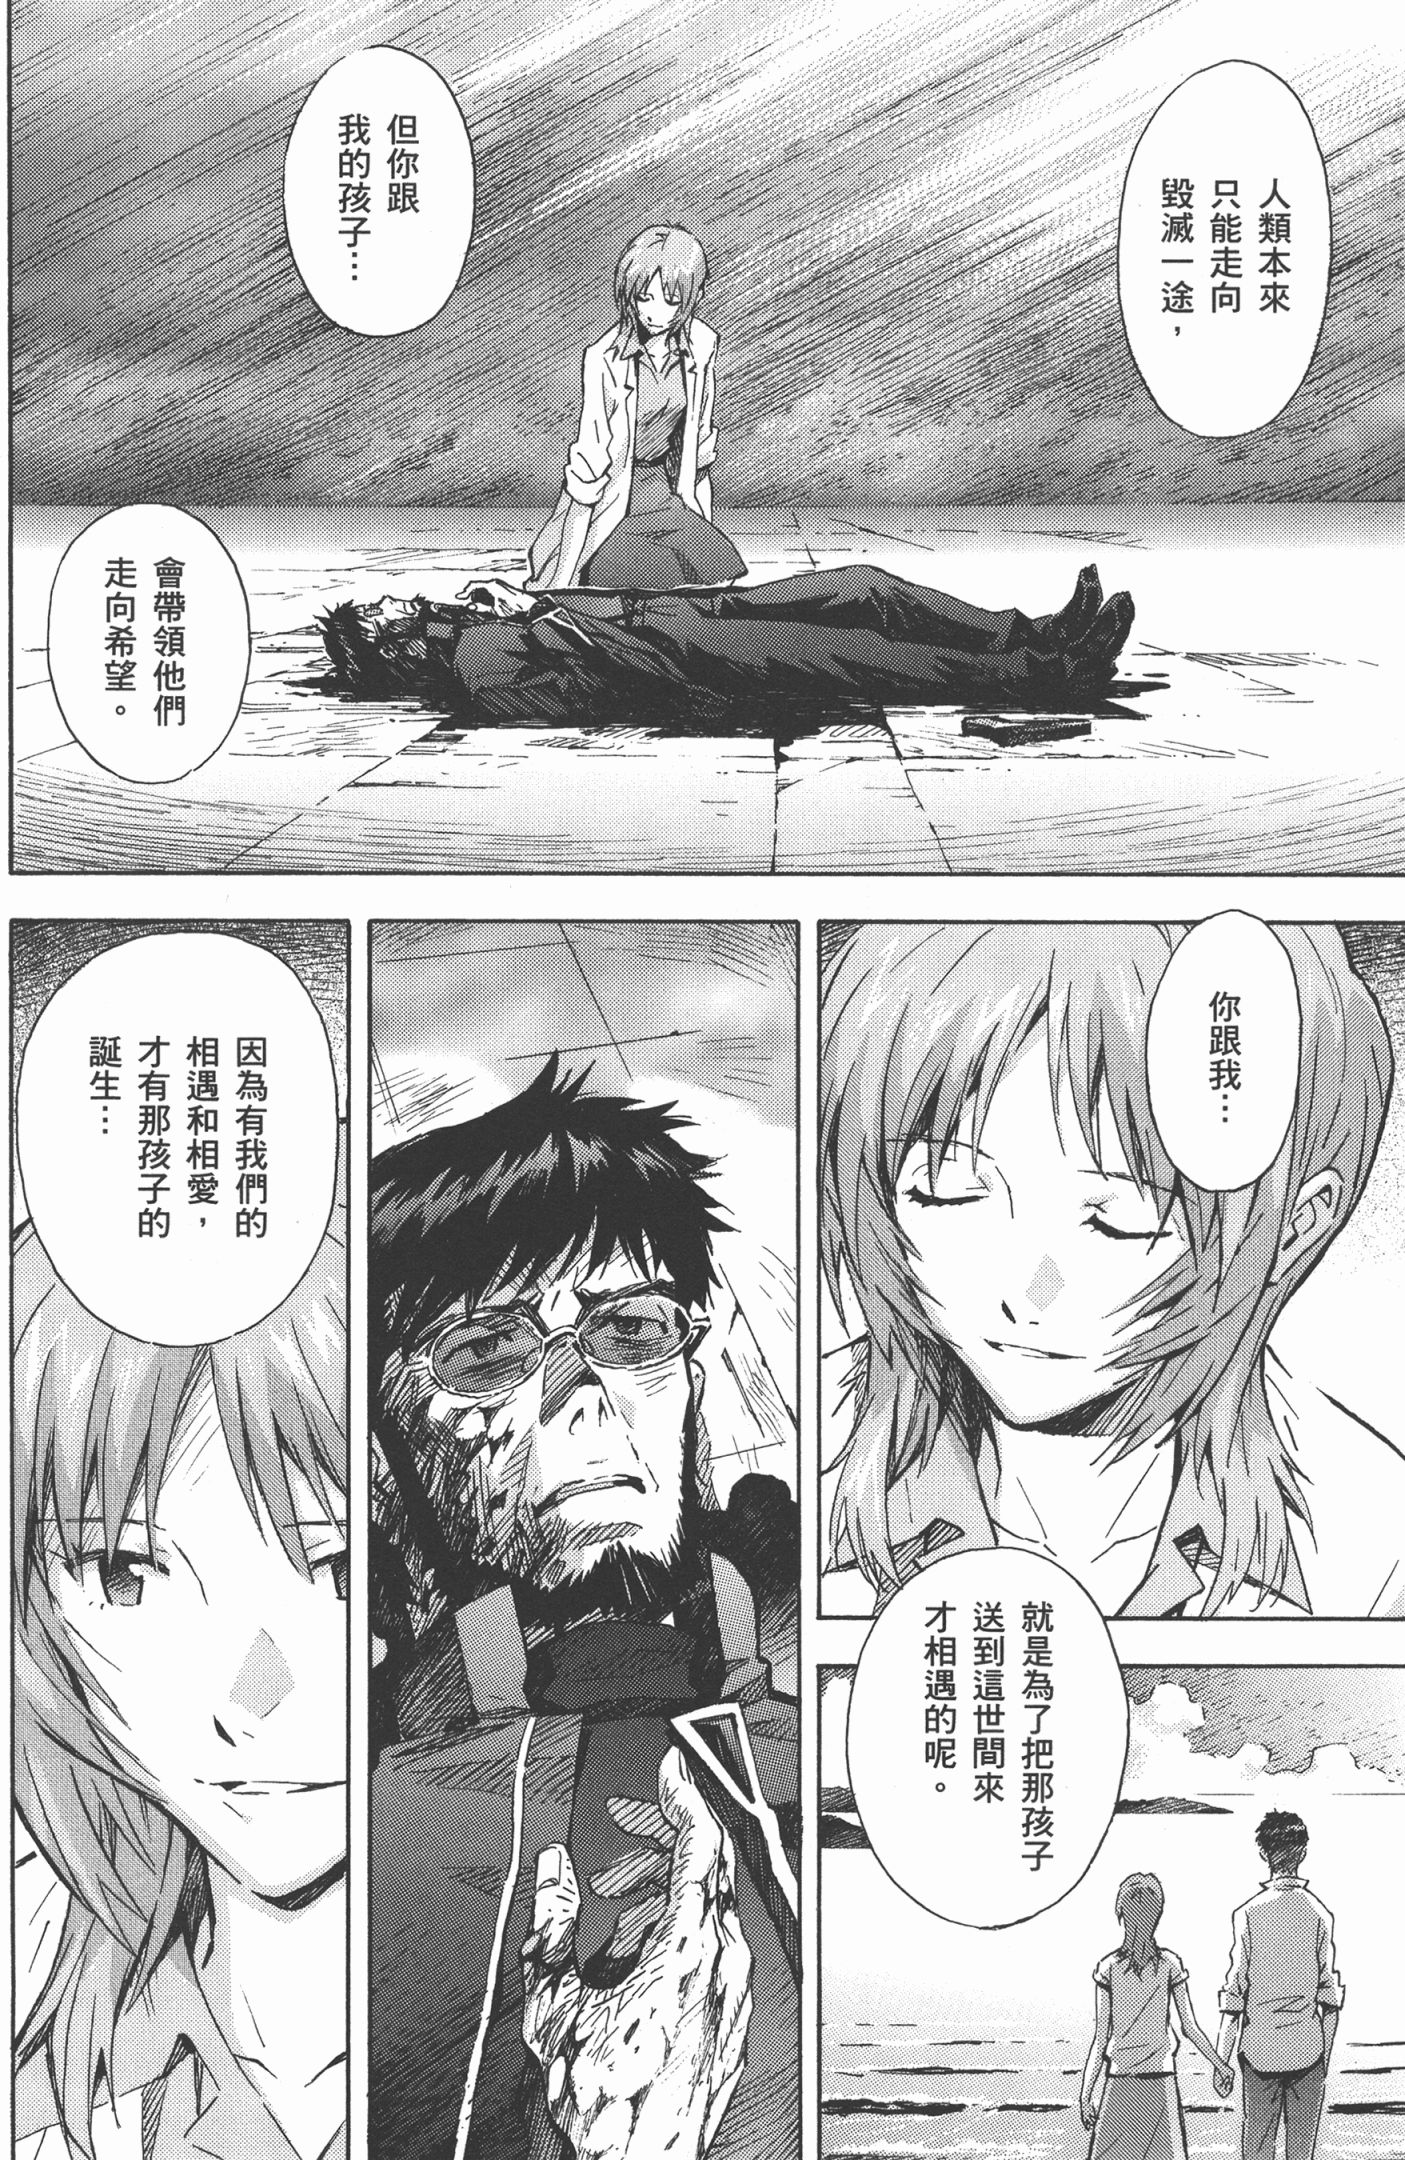 人類本來
只能走向
毀滅一途，
但你跟
我的孩子…
會帶領他們
走向希望。
你跟我…
就是為了把那孩子
送到這世間來
才相遇的呢。
因為有我們的
相遇和相愛，
才有那孩子的
誕生…